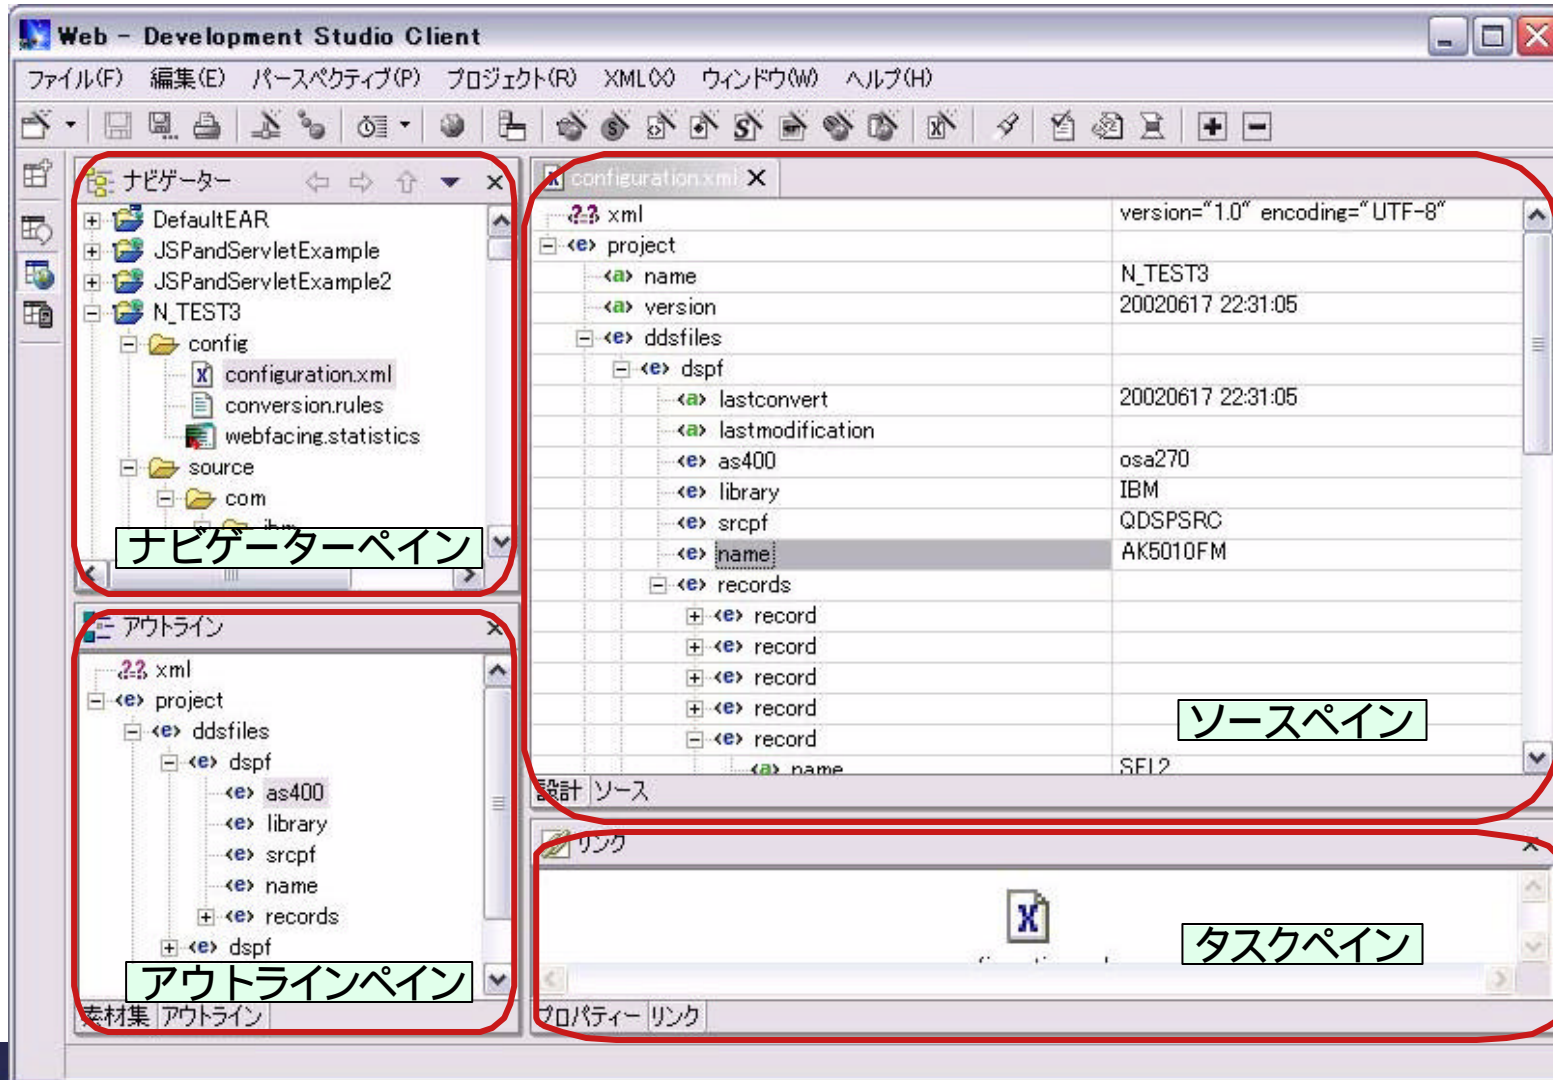 Web - Development Studio Client
ファイル(F) 編集(E) パースペクティブ(P) プロジェクト(R) XML(X) ウィンドウ(W) ヘルプ(H)
ナビゲーター
DefaultEAR
JSPandServletExample
JSPandServletExample2
N_TEST3
config
configuration.xml
conversion.rules
webfacing.statistics
source
com
ナビゲーターペイン
アウトライン
xml
project
ddsfiles
dspf
as400
library
srcpf
name
records
dspf
アウトラインペイン
素材集 アウトライン
configuration.xml
xml version="1.0" encoding="UTF-8"
project
name N_TEST3
version 20020617 22:31:05
ddsfiles
dspf
lastconvert 20020617 22:31:05
lastmodification
as400 osa270
library IBM
srcpf QDSPSRC
name AK5010FM
records
record
record
record
record
record
name SFL2
ソースペイン
設計 ソース
リンク
タスクペイン
プロパティー リンク